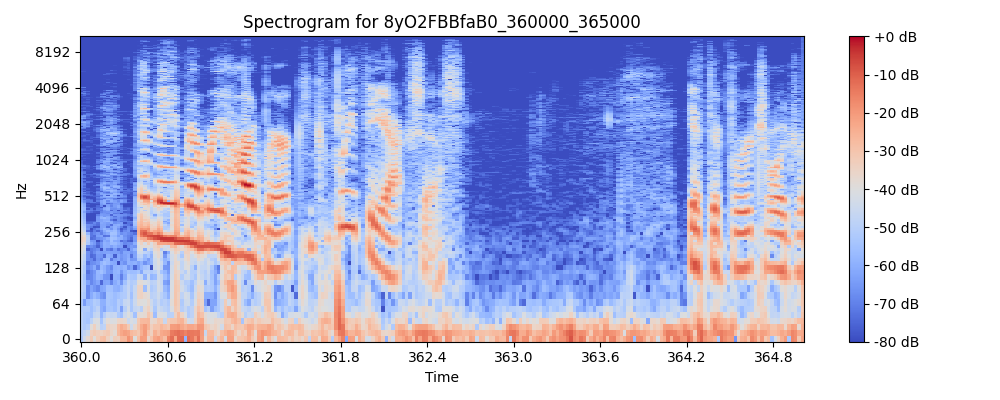 Spectrogram for 8yO2FBBfaB0_360000_365000
8192
4096
2048
1024
512
256
128
64
0
Hz
360.0 360.6 361.2 361.8 362.4 363.0 363.6 364.2 364.8
Time
+0 dB
-10 dB
-20 dB
-30 dB
-40 dB
-50 dB
-60 dB
-70 dB
-80 dB